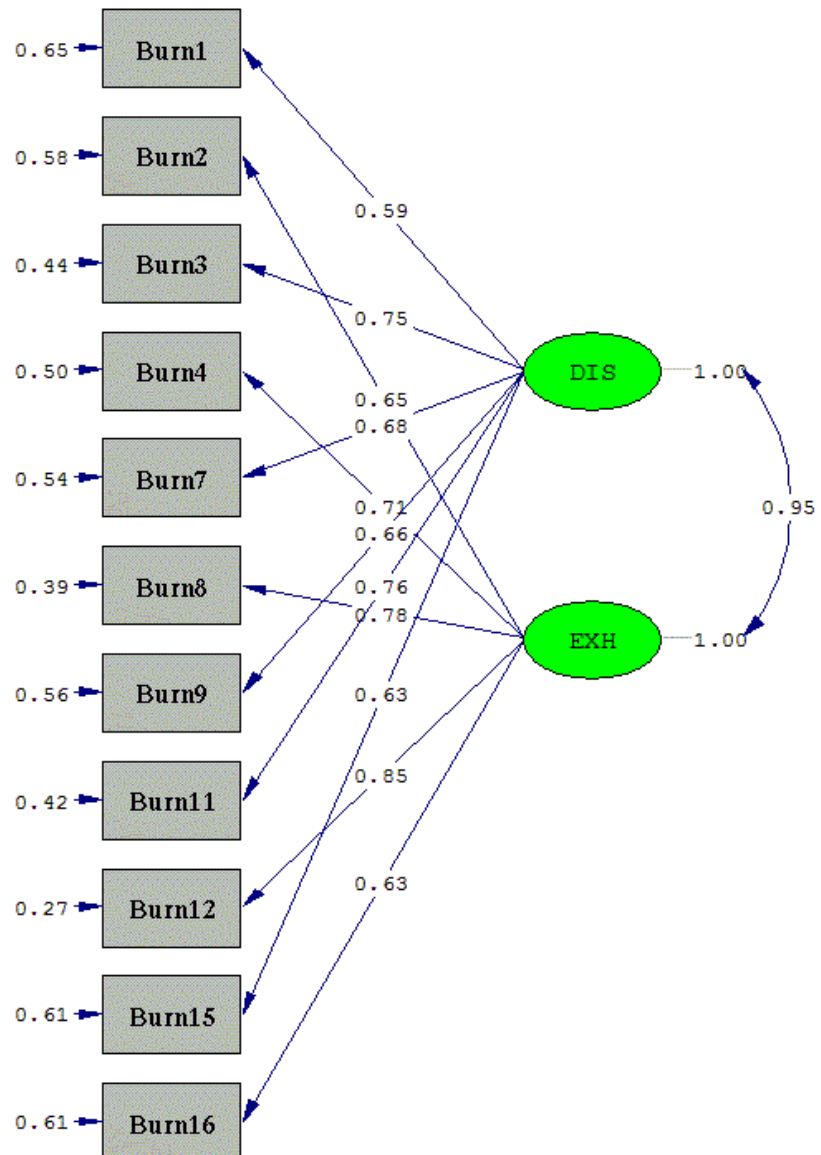 0.65 Burn1
0.58 Burn2
0.59
0.44 Burn3
0.75
0.50 Burn4
DIS 1.00
0.65
0.68
0.54 Burn7
0.71
0.95
0.66
0.39 Burn8
0.76
0.78
EXH 1.00
0.56 Burn9
0.63
0.42 Burn11
0.85
0.63
0.27 Burn12
0.61 Burn15
0.61 Burn16